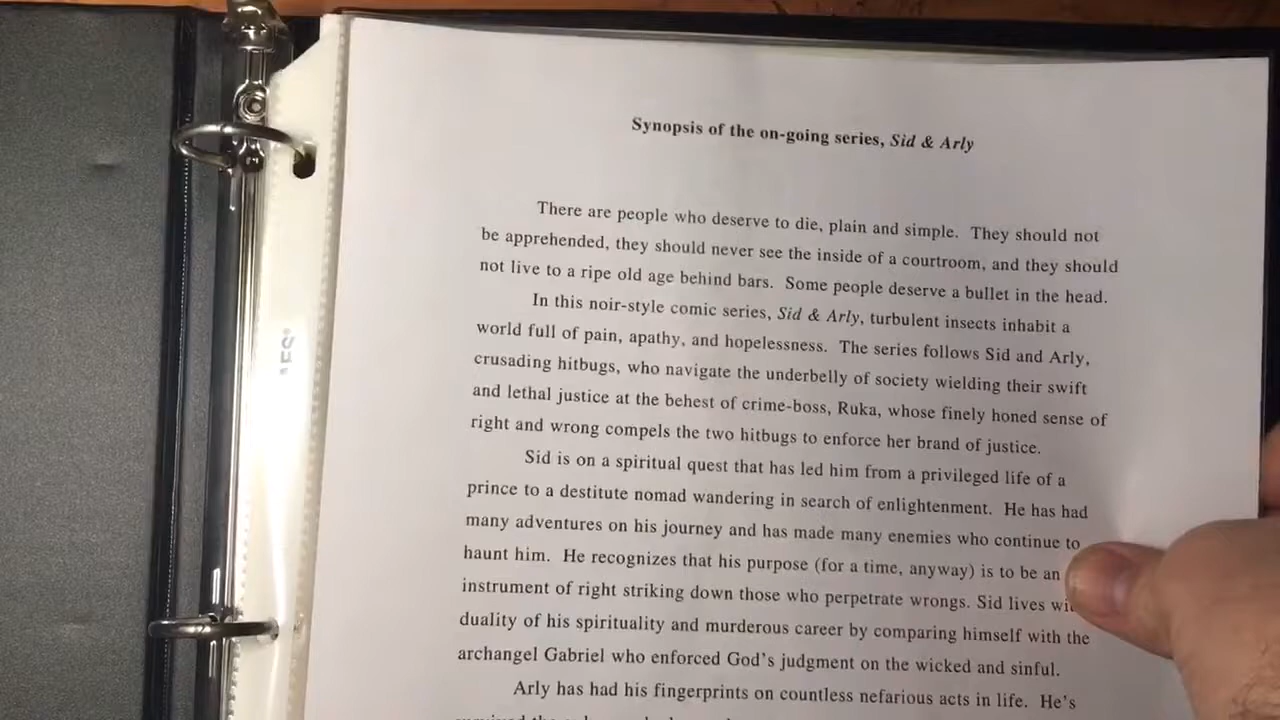 Synopsis of the on-going series, Sid & Arly
There are people who deserve to die, plain and simple. They should not
be apprehended, they should never see the inside of a courtroom, and they should
not live to a ripe old age behind bars. Some people deserve a bullet in the head.
In this noir-style comic series, Sid & Arly, turbulent insects inhabit a
world full of pain, apathy, and hopelessness. The series follows Sid and Arly,
crusading hitbugs, who navigate the underbelly of society wielding their swift
and lethal justice at the behest of crime-boss, Ruka, whose finely honed sense of
right and wrong compels the two hitbugs to enforce her brand of justice.
Sid is on a spiritual quest that has led him from a privileged life of a
prince to a destitute nomad wandering in search of enlightenment. He has had
many adventures on his journey and has made many enemies who continue to
haunt him. He recognizes that his purpose (for a time, anyway) is to be an
instrument of right striking down those who perpetrate wrongs. Sid lives
duality of his spirituality and murderous career by comparing himself with the
archangel Gabriel who enforced God's judgment on the wicked and sinful.
Arly has had his fingerprints on countless nefarious acts in life. He's